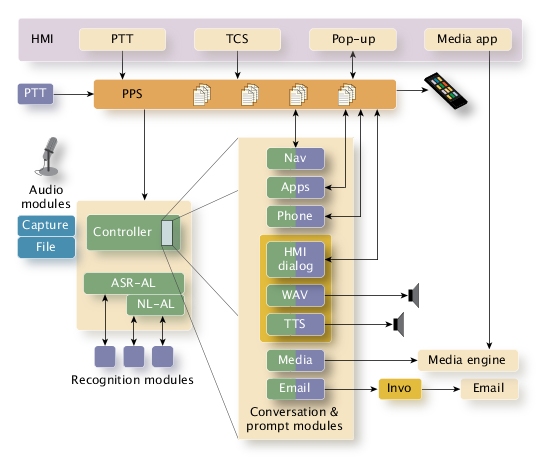 HMI
PTT
TCS
Pop-up
Media app
PTT
PPS
Audio
modules
Capture
File
Controller
ASR-AL
NL-AL
Recognition modules
Nav
Apps
Phone
HMI
dialog
WAV
TTS
Media
Email
Conversation &
prompt modules
Media engine
Invo
Email